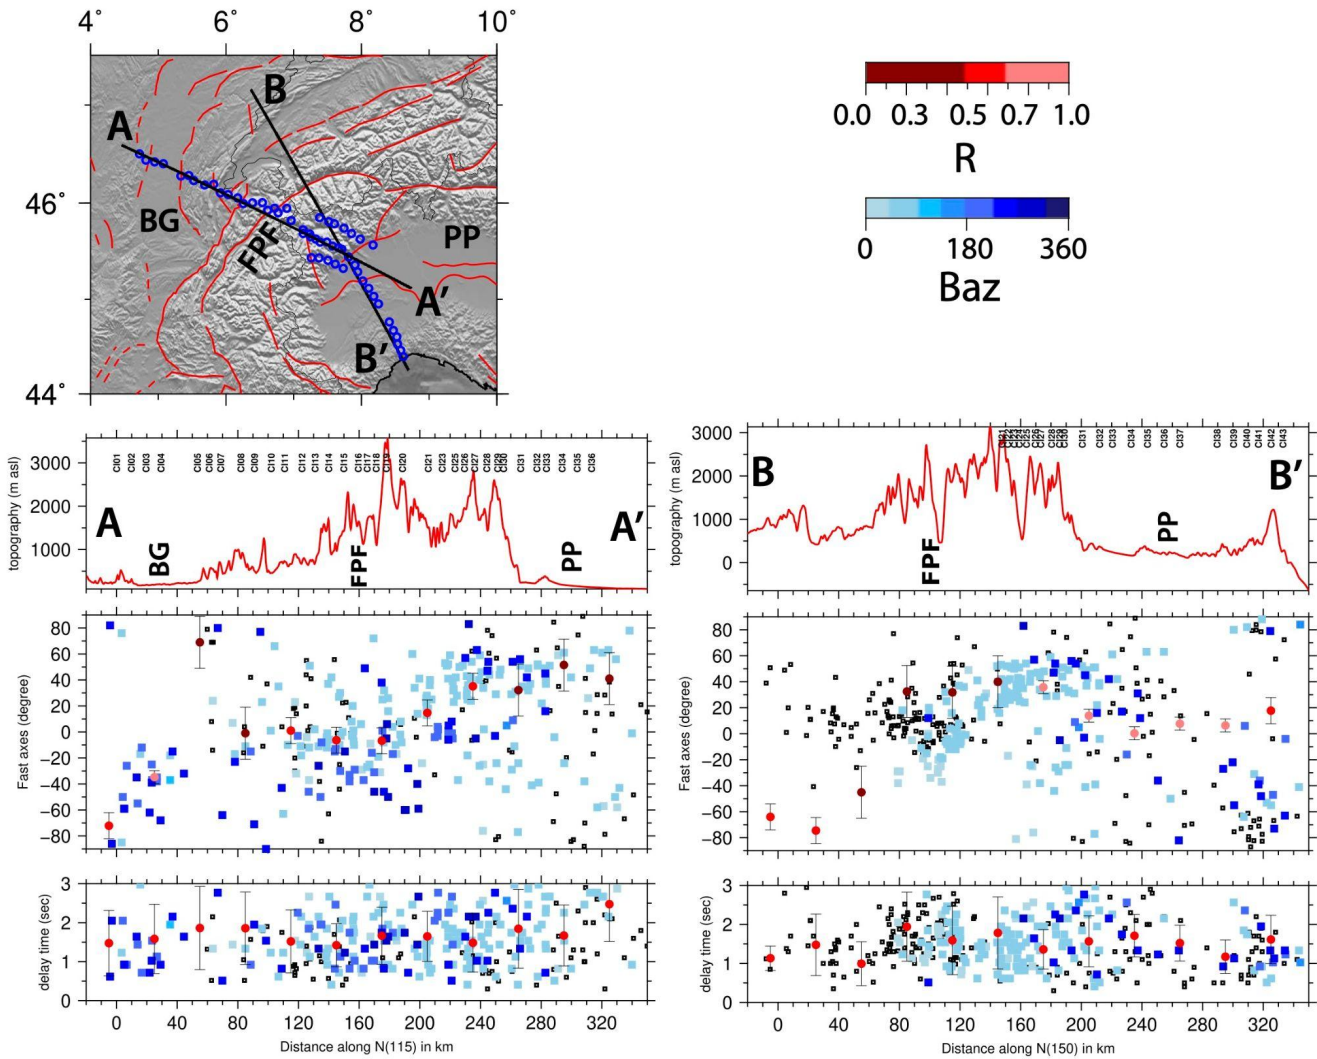 4° 6° 8° 10°
46°
44°
A
B
BG
FPF
PP
A'
B'
0.0 0.3 0.5 0.7 1.0
R
0 180 360
Baz
topography (m asl)
3000
2000
1000
CI01 CI02 CI03 CI04 CI05 CI06 CI07 CI08 CI09 CI10 CI11 CI12 CI13 CI14 CI15 CI16 CI17 CI18 CI19 CI20 CI21 CI23 CI25 CI26 CI27 CI28 CI31 CI32 CI33 CI34 CI35 CI36
A
BG
FPF
PP
A'
Fast axes (degree)
80
60
40
20
0
−20
−40
−60
−80
delay time (sec)
3
2
1
0
0 40 80 120 160 200 240 280 320
Distance along N(115) in km
topography (m asl)
3000
2000
1000
0
CI31 CI32 CI33 CI34 CI35 CI36 CI37 CI38 CI39 CI40 CI41 CI42 CI43
B
FPF
PP
B'
Fast axes (degree)
80
60
40
20
0
−20
−40
−60
−80
delay time (sec)
3
2
1
0
0 40 80 120 160 200 240 280 320
Distance along N(150) in km